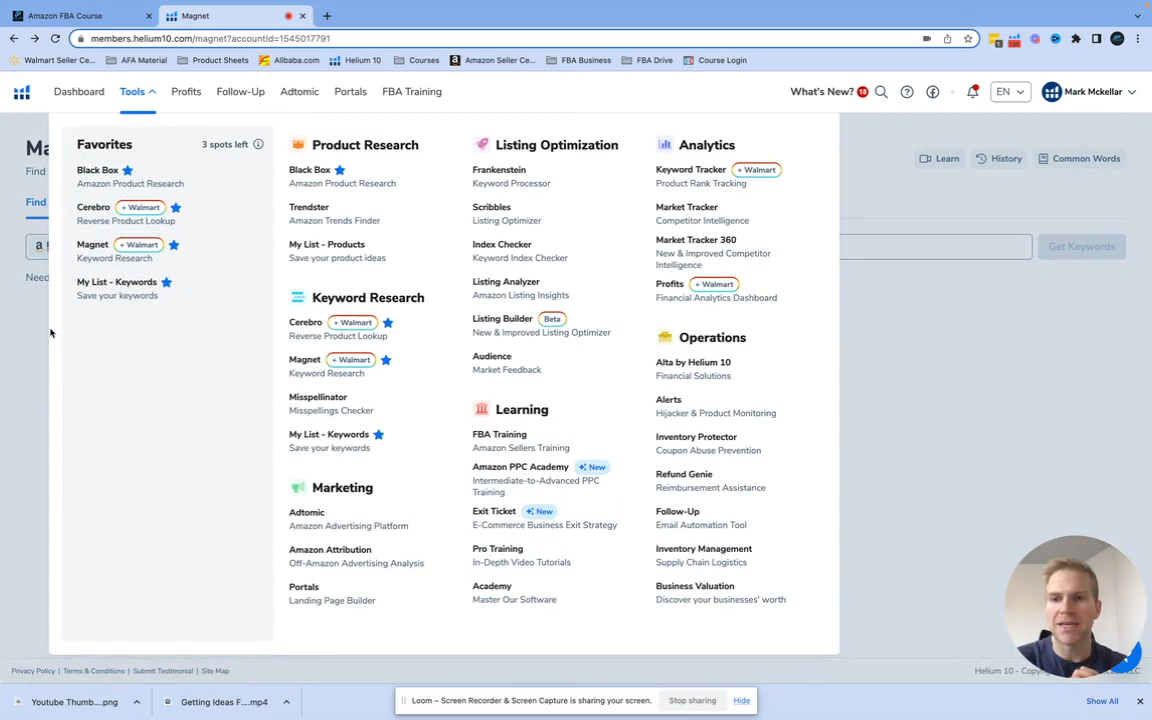 Amazon FBA Course
Magnet
members.helium10.com/magnet?accountId=1545017791
Walmart Seller Ce...
AFA Material
Product Sheets
Alibaba.com
Helium 10
Courses
Amazon Seller Ce...
FBA Business
FBA Drive
Course Login
Dashboard
Tools
Profits
Follow-Up
Adtomic
Portals
FBA Training
What's New? 18
EN
Mark Mckellar
Learn
History
Common Words
Get Keywords
Ma
Find
Find
Need
Favorites
3 spots left
Black Box
Amazon Product Research
Cerebro + Walmart
Reverse Product Lookup
Magnet + Walmart
Keyword Research
My List - Keywords
Save your keywords
Product Research
Black Box
Amazon Product Research
Trendster
Amazon Trends Finder
My List - Products
Save your product ideas
Keyword Research
Cerebro + Walmart
Reverse Product Lookup
Magnet + Walmart
Keyword Research
Misspellinator
Misspellings Checker
My List - Keywords
Save your keywords
Marketing
Adtomic
Amazon Advertising Platform
Amazon Attribution
Off-Amazon Advertising Analysis
Portals
Landing Page Builder
Listing Optimization
Frankenstein
Keyword Processor
Scribbles
Listing Optimizer
Index Checker
Keyword Index Checker
Listing Analyzer
Amazon Listing Insights
Listing Builder Beta
New & Improved Listing Optimizer
Audience
Market Feedback
Learning
FBA Training
Amazon Sellers Training
Amazon PPC Academy New
Intermediate-to-Advanced PPC
Training
Exit Ticket New
E-Commerce Business Exit Strategy
Pro Training
In-Depth Video Tutorials
Academy
Master Our Software
Analytics
Keyword Tracker + Walmart
Product Rank Tracking
Market Tracker
Competitor Intelligence
Market Tracker 360
New & Improved Competitor
Intelligence
Profits + Walmart
Financial Analytics Dashboard
Operations
Alta by Helium 10
Financial Solutions
Alerts
Hijacker & Product Monitoring
Inventory Protector
Coupon Abuse Prevention
Refund Genie
Reimbursement Assistance
Follow-Up
Email Automation Tool
Inventory Management
Supply Chain Logistics
Business Valuation
Discover your businesses' worth
Privacy Policy | Terms & Conditions | Submit Testimonial | Site Map
Helium 10 - Cop
LLC
Youtube Thumb....png
Getting Ideas F....mp4
Loom – Screen Recorder & Screen Capture is sharing your screen.
Stop sharing
Hide
Show All